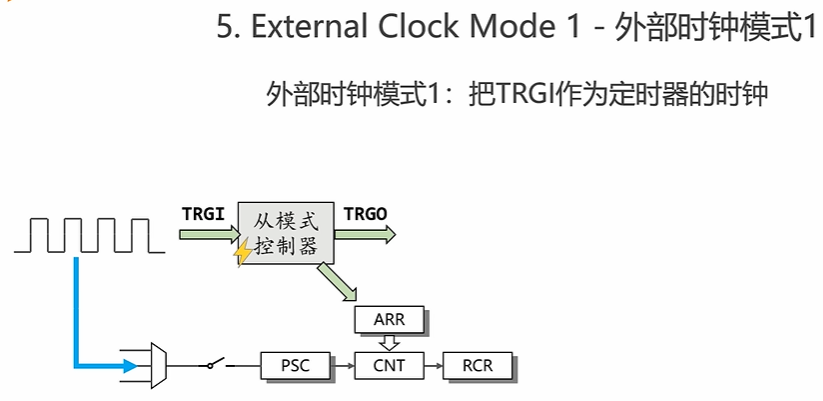 5. External Clock Mode 1 - 外部时钟模式1
外部时钟模式1：把TRGI作为定时器的时钟
TRGI
从模式
控制器
TRGO
ARR
PSC
CNT
RCR